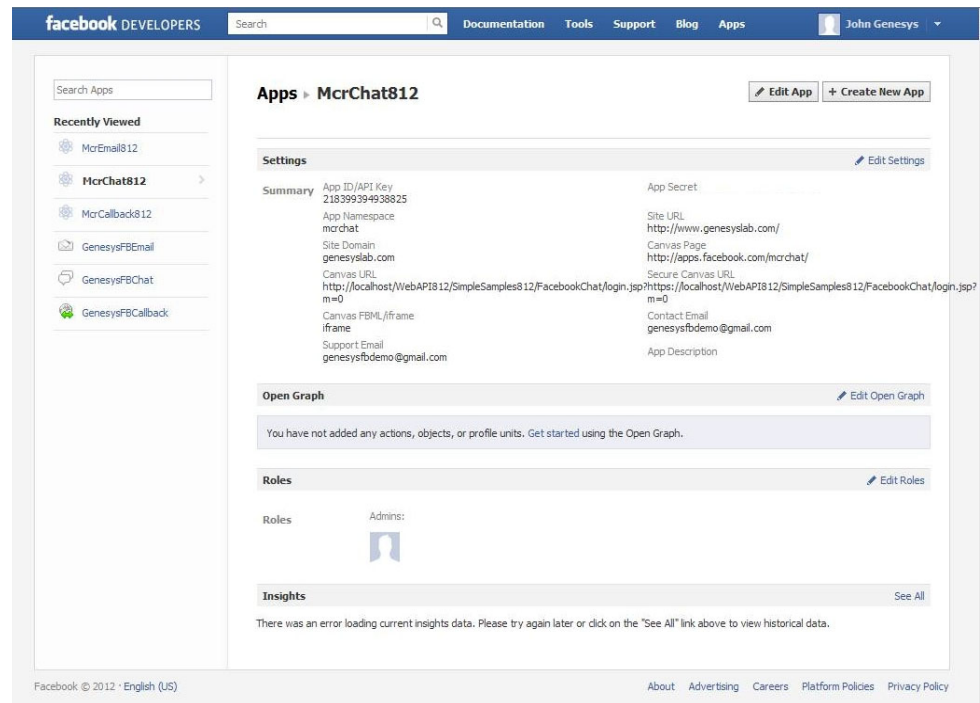 facebook DEVELOPERS
Search
Documentation Tools Support Blog Apps
John Genesys
Search Apps
Recently Viewed
McrEmail812
McrChat812
McrCallback812
GenesysFBEmail
GenesysFBChat
GenesysFBCallback
Apps ▸ McrChat812
Edit App
+ Create New App
Settings
Edit Settings
Summary
App ID/API Key
218399394938825
App Secret
App Namespace
mcrchat
Site URL
http://www.genesyslab.com/
Site Domain
genesyslab.com
Canvas Page
http://apps.facebook.com/mcrchat/
Canvas URL
http://localhost/WebAPI812/SimpleSamples812/FacebookChat/login.jsp?
m=0
Secure Canvas URL
https://localhost/WebAPI812/SimpleSamples812/FacebookChat/login.jsp?
m=0
Canvas FBML/iframe
iframe
Contact Email
genesysfbdemo@gmail.com
Support Email
genesysfbdemo@gmail.com
App Description
Open Graph
Edit Open Graph
You have not added any actions, objects, or profile units. Get started using the Open Graph.
Roles
Edit Roles
Roles
Admins:
Insights
See All
There was an error loading current insights data. Please try again later or click on the "See All" link above to view historical data.
Facebook © 2012 · English (US)
About Advertising Careers Platform Policies Privacy Policy